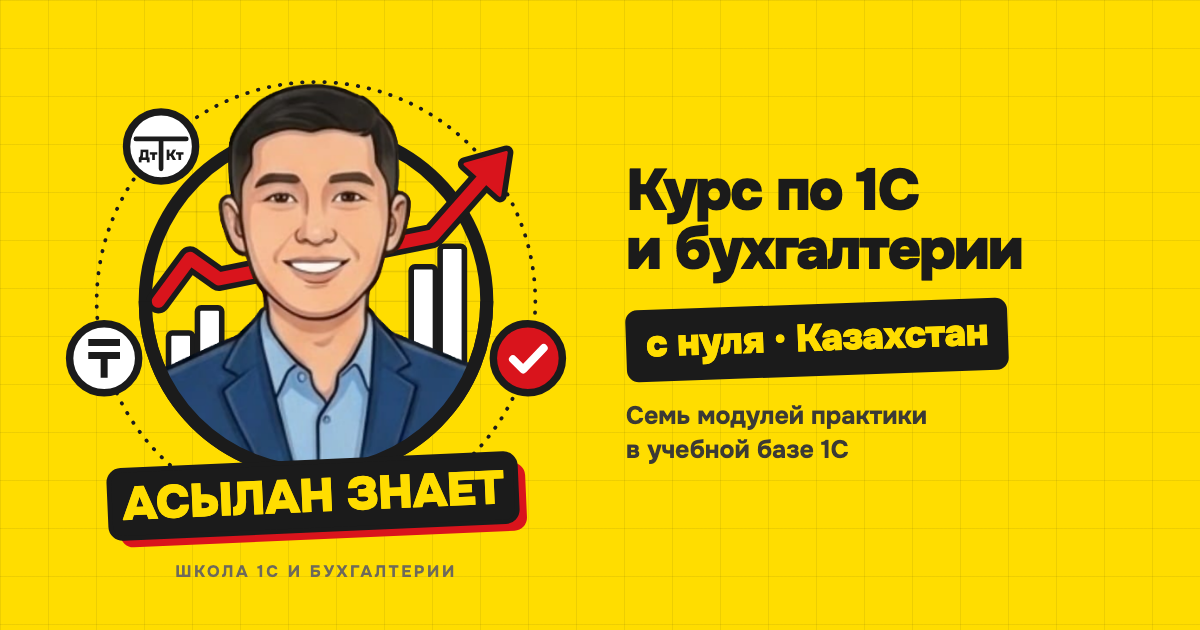 Дт Кт
₸
АСЫЛАН ЗНАЕТ
ШКОЛА 1С И БУХГАЛТЕРИИ
Курс по 1С
и бухгалтерии
с нуля • Казахстан
Семь модулей практики
в учебной базе 1С